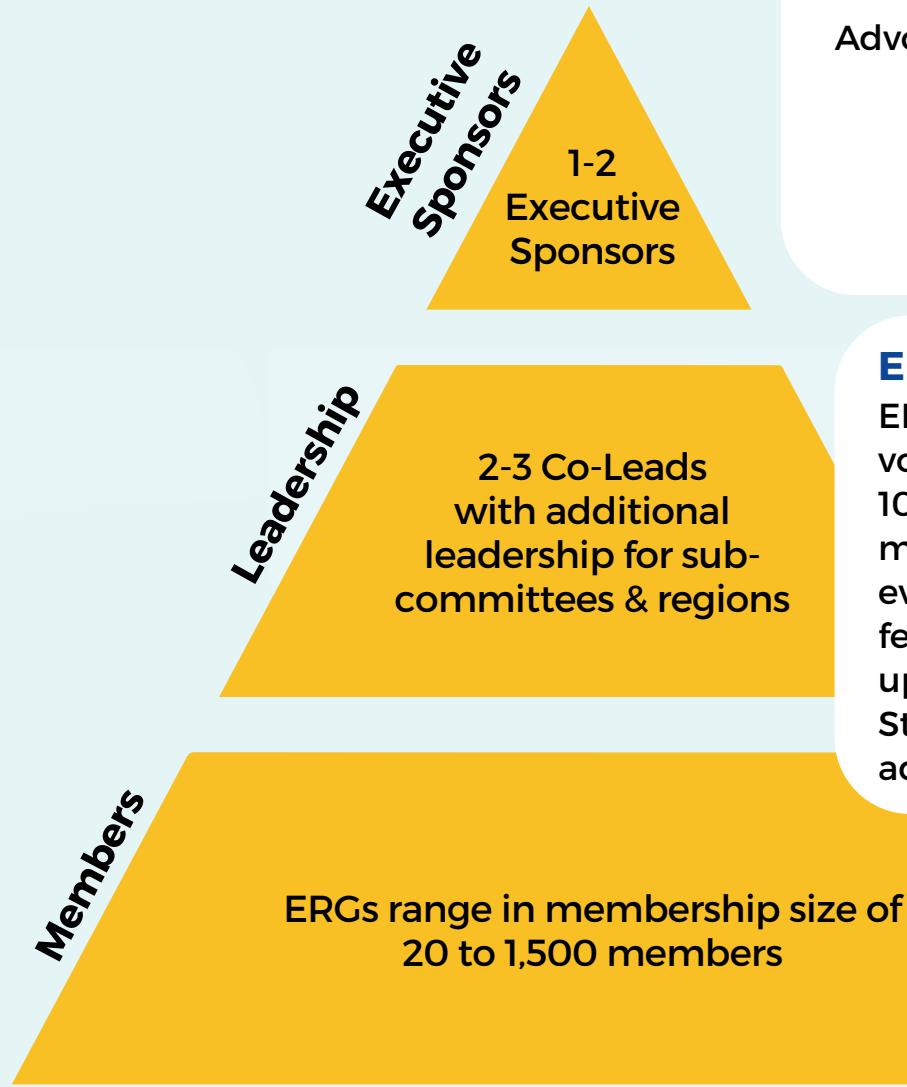 Executive
Sponsors
1-2
Executive
Sponsors
Leadership
2-3 Co-Leads
with additional
leadership for sub-
committees & regions
Members
ERGs range in membership size of
20 to 1,500 members